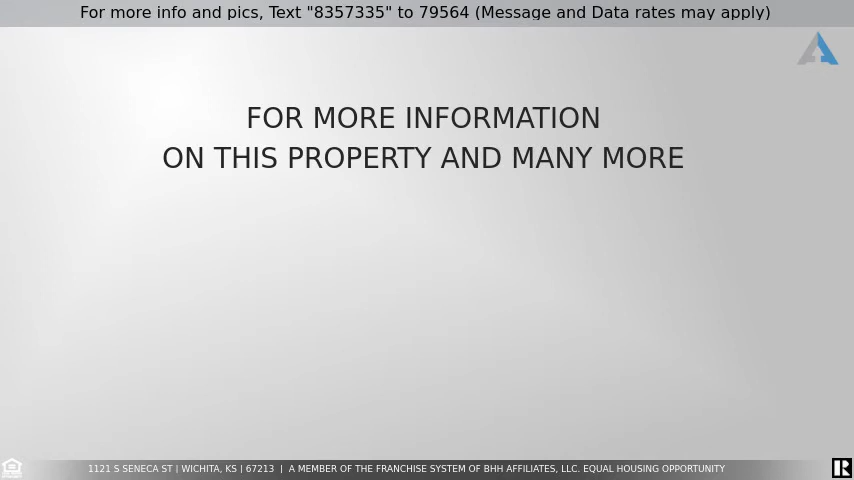 For more info and pics, Text "8357335" to 79564 (Message and Data rates may apply)
FOR MORE INFORMATION
ON THIS PROPERTY AND MANY MORE
1121 S SENECA ST | WICHITA, KS | 67213 | A MEMBER OF THE FRANCHISE SYSTEM OF BHH AFFILIATES, LLC. EQUAL HOUSING OPPORTUNITY